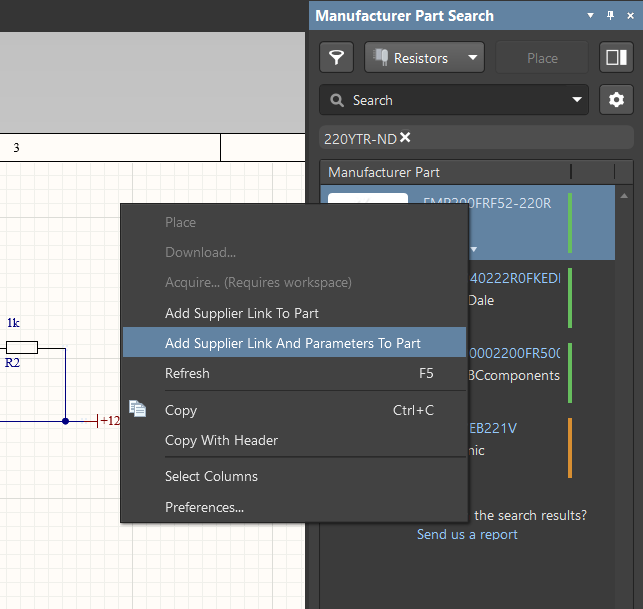 Manufacturer Part Search
Resistors
Place
Search
220YTR-ND
Manufacturer Part
3
FMP200FRF52-220R
40222R0FKED
Dale
0002200FR500
BCcomponents
EB221V
nic
the search results?
Send us a report
1k
R2
+12
Place
Download...
Acquire... (Requires workspace)
Add Supplier Link To Part
Add Supplier Link And Parameters To Part
Refresh F5
Copy Ctrl+C
Copy With Header
Select Columns
Preferences...